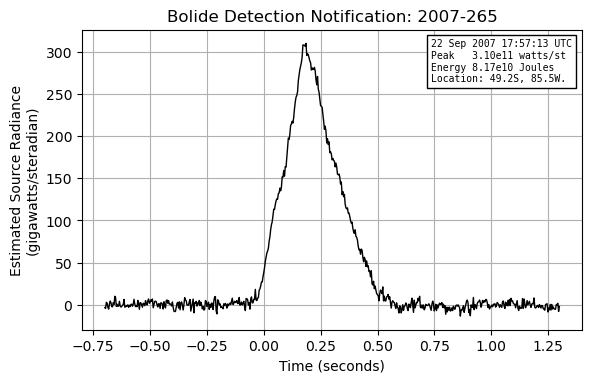 Bolide Detection Notification: 2007-265
22 Sep 2007 17:57:13 UTC
Peak   3.10e11 watts/st
Energy 8.17e10 Joules
Location: 49.2S, 85.5W.
Estimated Source Radiance
(gigawatts/steradian)
300
250
200
150
100
50
0
−0.75 −0.50 −0.25 0.00 0.25 0.50 0.75 1.00 1.25
Time (seconds)